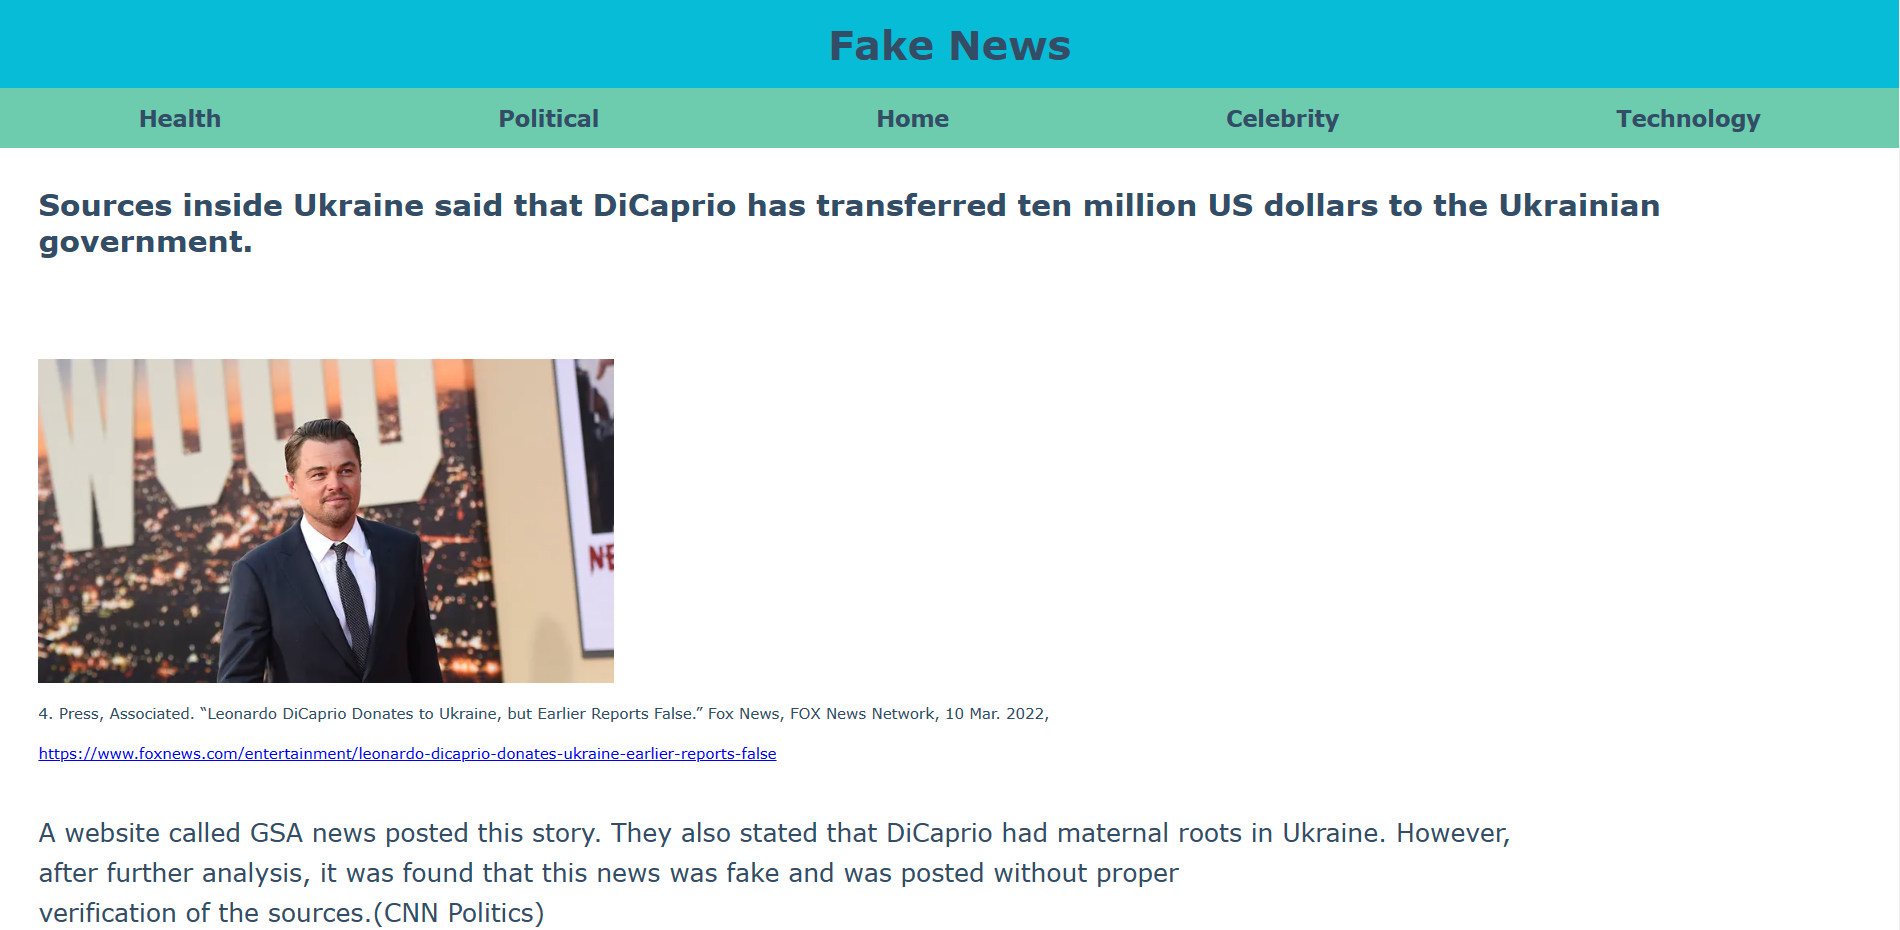 Fake News
Health Political Home Celebrity Technology
Sources inside Ukraine said that DiCaprio has transferred ten million US dollars to the Ukrainian
government.
WOOD
NE
4. Press, Associated. “Leonardo DiCaprio Donates to Ukraine, but Earlier Reports False.” Fox News, FOX News Network, 10 Mar. 2022,
https://www.foxnews.com/entertainment/leonardo-dicaprio-donates-ukraine-earlier-reports-false
A website called GSA news posted this story. They also stated that DiCaprio had maternal roots in Ukraine. However,
after further analysis, it was found that this news was fake and was posted without proper
verification of the sources.(CNN Politics)